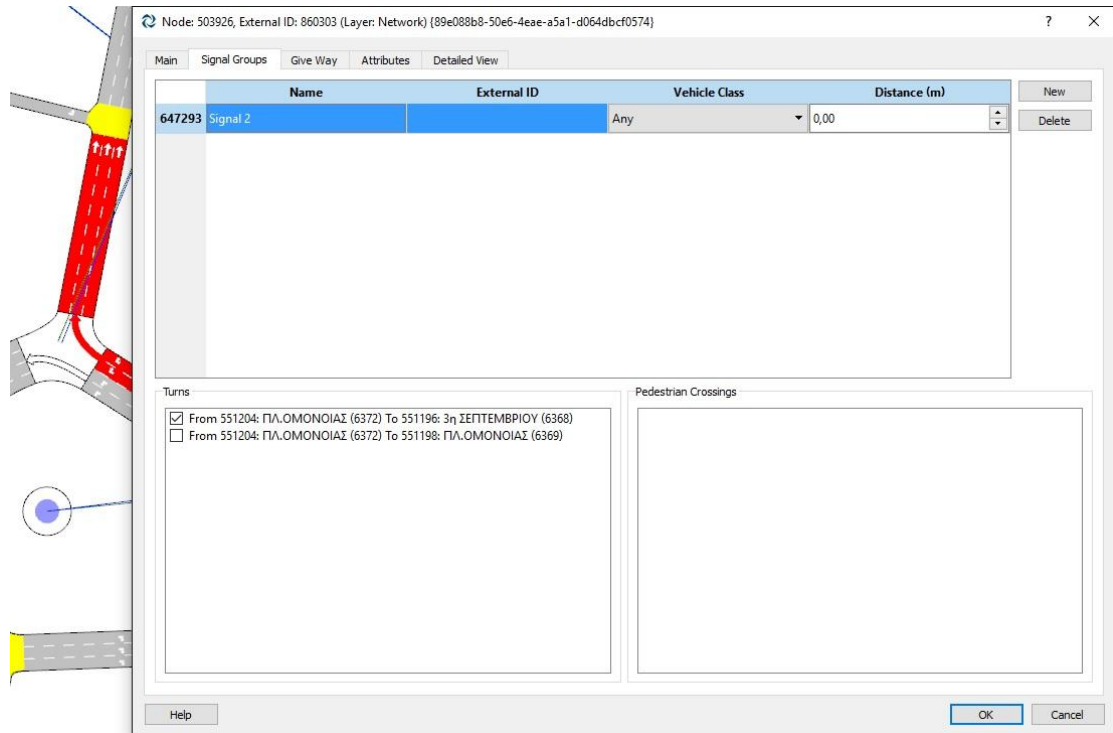 Node: 503926, External ID: 860303 (Layer: Network) {89e088b8-50e6-4eae-a5a1-d064dbcf0574}
? ×
Main Signal Groups Give Way Attributes Detailed View
Name External ID Vehicle Class Distance (m) New
647293 Signal 2 Any 0,00 Delete
Turns Pedestrian Crossings
From 551204: ΠΛ.ΟΜΟΝΟΙΑΣ (6372) To 551196: 3η ΣΕΠΤΕΜΒΡΙΟΥ (6368)
From 551204: ΠΛ.ΟΜΟΝΟΙΑΣ (6372) To 551198: ΠΛ.ΟΜΟΝΟΙΑΣ (6369)
Help OK Cancel